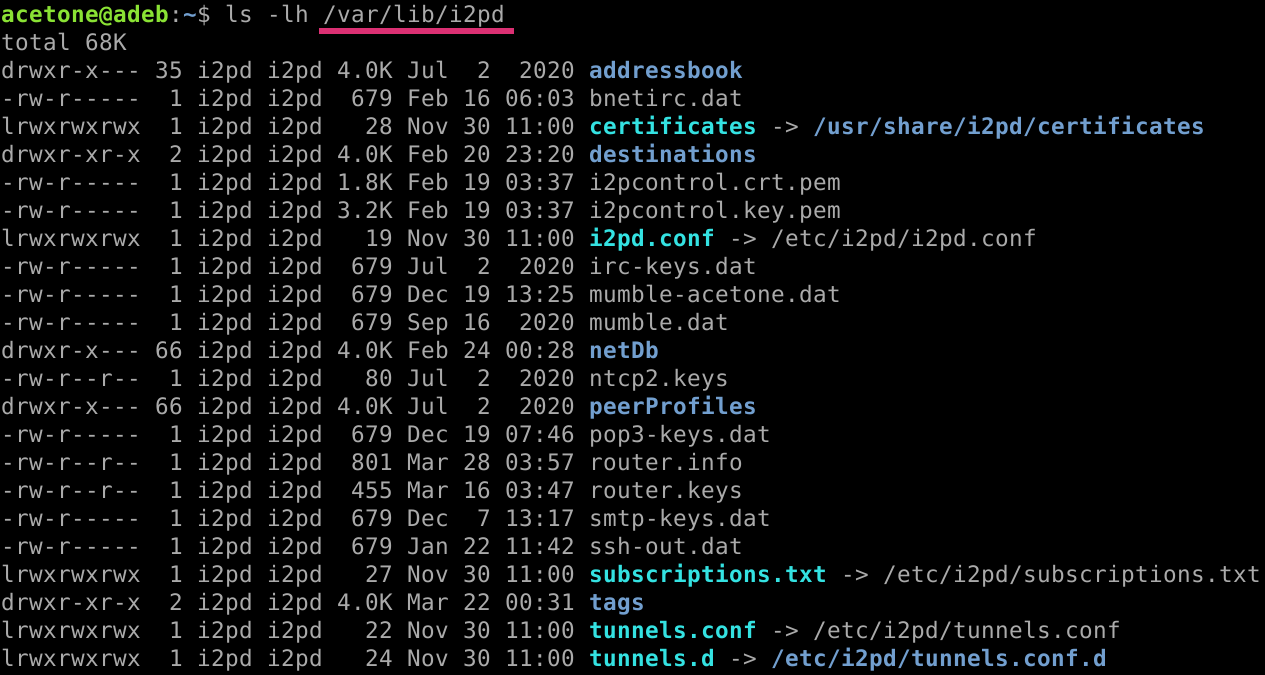 acetone@adeb:~$ ls -lh /var/lib/i2pd
total 68K
drwxr-x--- 35 i2pd i2pd 4.0K Jul  2  2020 addressbook
-rw-r-----  1 i2pd i2pd  679 Feb 16 06:03 bnetirc.dat
lrwxrwxrwx  1 i2pd i2pd   28 Nov 30 11:00 certificates -> /usr/share/i2pd/certificates
drwxr-xr-x  2 i2pd i2pd 4.0K Feb 20 23:20 destinations
-rw-r-----  1 i2pd i2pd 1.8K Feb 19 03:37 i2pcontrol.crt.pem
-rw-r-----  1 i2pd i2pd 3.2K Feb 19 03:37 i2pcontrol.key.pem
lrwxrwxrwx  1 i2pd i2pd   19 Nov 30 11:00 i2pd.conf -> /etc/i2pd/i2pd.conf
-rw-r-----  1 i2pd i2pd  679 Jul  2  2020 irc-keys.dat
-rw-r-----  1 i2pd i2pd  679 Dec 19 13:25 mumble-acetone.dat
-rw-r-----  1 i2pd i2pd  679 Sep 16  2020 mumble.dat
drwxr-x--- 66 i2pd i2pd 4.0K Feb 24 00:28 netDb
-rw-r--r--  1 i2pd i2pd   80 Jul  2  2020 ntcp2.keys
drwxr-x--- 66 i2pd i2pd 4.0K Jul  2  2020 peerProfiles
-rw-r-----  1 i2pd i2pd  679 Dec 19 07:46 pop3-keys.dat
-rw-r--r--  1 i2pd i2pd  801 Mar 28 03:57 router.info
-rw-r--r--  1 i2pd i2pd  455 Mar 16 03:47 router.keys
-rw-r-----  1 i2pd i2pd  679 Dec  7 13:17 smtp-keys.dat
-rw-r-----  1 i2pd i2pd  679 Jan 22 11:42 ssh-out.dat
lrwxrwxrwx  1 i2pd i2pd   27 Nov 30 11:00 subscriptions.txt -> /etc/i2pd/subscriptions.txt
drwxr-xr-x  2 i2pd i2pd 4.0K Mar 22 00:31 tags
lrwxrwxrwx  1 i2pd i2pd   22 Nov 30 11:00 tunnels.conf -> /etc/i2pd/tunnels.conf
lrwxrwxrwx  1 i2pd i2pd   24 Nov 30 11:00 tunnels.d -> /etc/i2pd/tunnels.conf.d